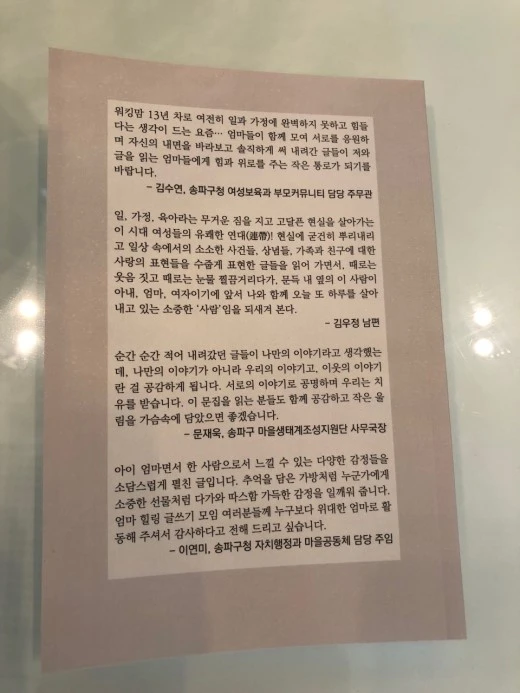 워킹맘 13년 차로 여전히 일과 가정에 완벽하지 못하고 힘들
다는 생각이 드는 요즘… 엄마들이 함께 모여 서로를 응원하
며 자신의 내면을 바라보고 솔직하게 써 내려간 글들이 저와
글을 읽는 엄마들에게 힘과 위로를 주는 작은 통로가 되기를
바랍니다.
– 김수연, 송파구청 여성보육과 부모커뮤니티 담당 주무관
일, 가정, 육아라는 무거운 짐을 지고 고달픈 현실을 살아가는
이 시대 여성들의 유쾌한 연대(連帶)! 현실에 굳건히 뿌리내리
고 일상 속에서의 소소한 사건들, 상념들, 가족과 친구에 대한
사랑의 표현들을 수줍게 표현한 글들을 읽어 가면서, 때로는
웃음 짓고 때로는 눈물 찔끔거리다가, 문득 내 옆의 이 사람이
아내, 엄마, 여자이기에 앞서 나와 함께 오늘 또 하루를 살아
내고 있는 소중한 ‘사람’임을 되새겨 본다.
– 김우정 남편
순간 순간 적어 내려갔던 글들이 나만의 이야기라고 생각했는
데, 나만의 이야기가 아니라 우리의 이야기고, 이웃의 이야기
란 걸 공감하게 됩니다. 서로의 이야기로 공명하며 우리는 치
유를 받습니다. 이 문집을 읽는 분들도 함께 공감하고 작은 울
림을 가슴속에 담았으면 좋겠습니다.
– 문재욱, 송파구 마을생태계조성지원단 사무국장
아이 엄마면서 한 사람으로서 느낄 수 있는 다양한 감정들을
소담스럽게 펼친 글입니다. 추억을 담은 가방처럼 누군가에게
소중한 선물처럼 다가와 따스함 가득한 감정을 일깨워 줍니다.
엄마 힐링 글쓰기 모임 여러분들께 누구보다 위대한 엄마로 활
동해 주셔서 감사하다고 전해 드리고 싶습니다.
– 이연미, 송파구청 자치행정과 마을공동체 담당 주임